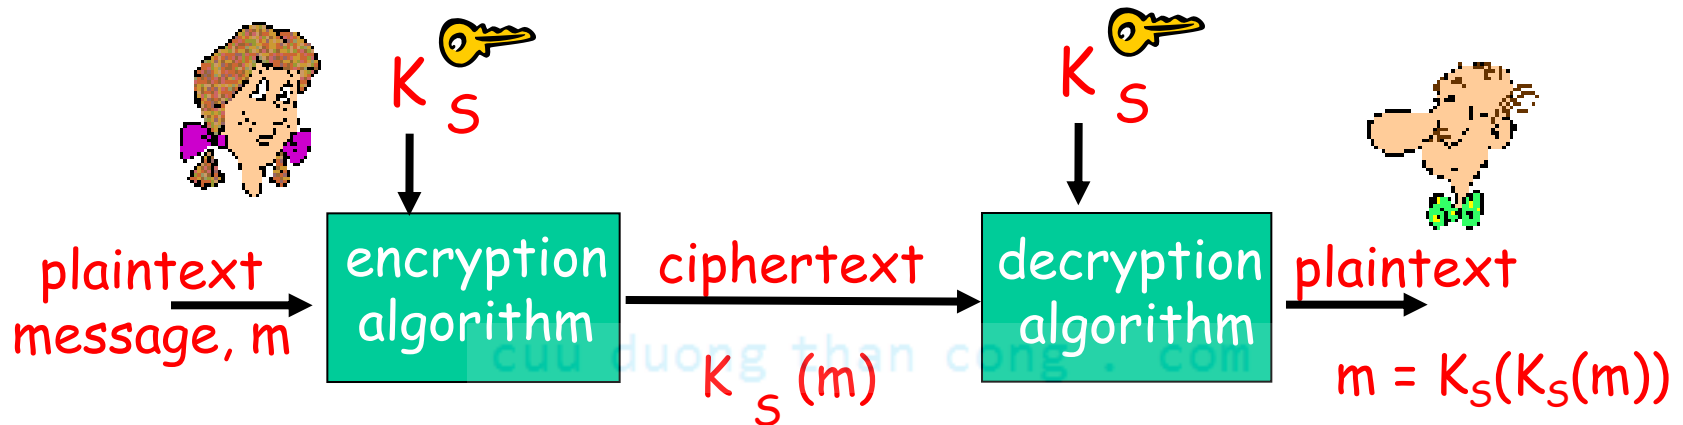 K S
K S
plaintext
message, m
encryption
algorithm
ciphertext
K S (m)
decryption
algorithm
plaintext
m = KS(KS(m))
cuu duong than cong . com